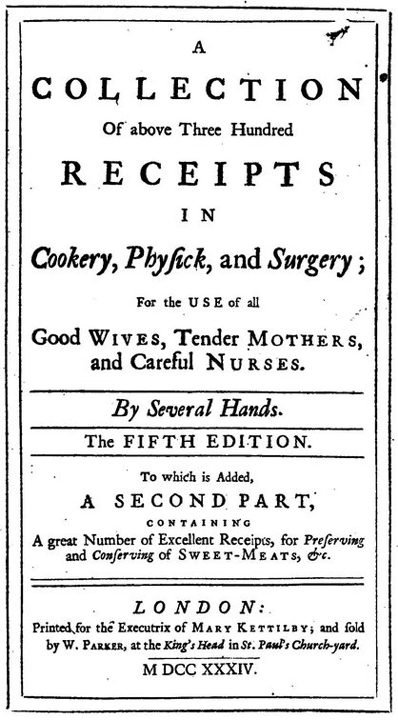 A
COLLECTION
Of above Three Hundred
RECEIPTS
IN
Cookery, Phyſick, and Surgery;
For the USE of all
Good WIVES, Tender MOTHERS,
and Careful NURSES.
By Several Hands.
The FIFTH EDITION.
To which is Added,
A SECOND PART,
CONTAINING
A great Number of Excellent Receipts, for Preſerving
and Conſerving of SWEET-MEATS, &c.
LONDON:
Printed for the Executrix of MARY KETTILBY; and ſold
by W. PARKER, at the King's Head in St. Paul's Church-yard.
M DCC XXXIV.